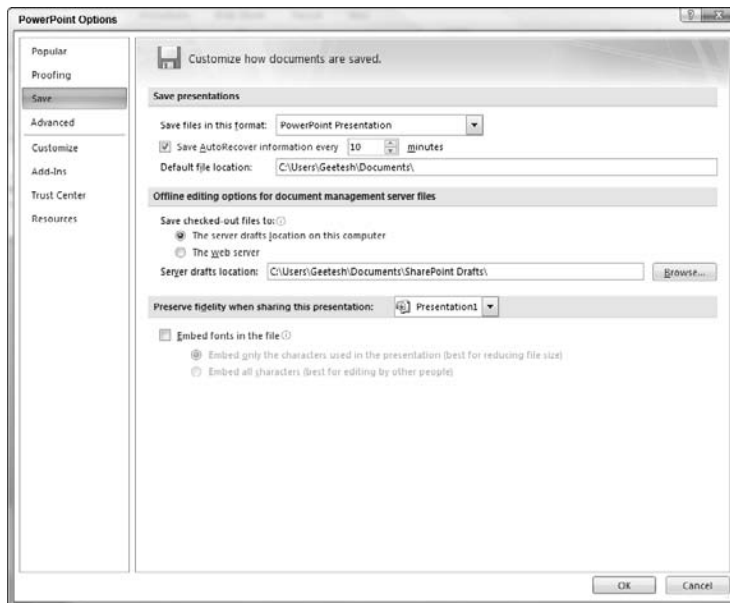 PowerPoint Options
Popular
Proofing
Save
Advanced
Customize
Add-Ins
Trust Center
Resources
Customize how documents are saved.
Save presentations
Save files in this format: PowerPoint Presentation
Save AutoRecover information every 10 minutes
Default file location: C:\Users\Geetesh\Documents\
Offline editing options for document management server files
Save checked-out files to:
The server drafts location on this computer
The web server
Server drafts location: C:\Users\Geetesh\Documents\SharePoint Drafts\ Browse...
Preserve fidelity when sharing this presentation: Presentation1
Embed fonts in the file
Embed only the characters used in the presentation (best for reducing file size)
Embed all characters (best for editing by other people)
OK Cancel